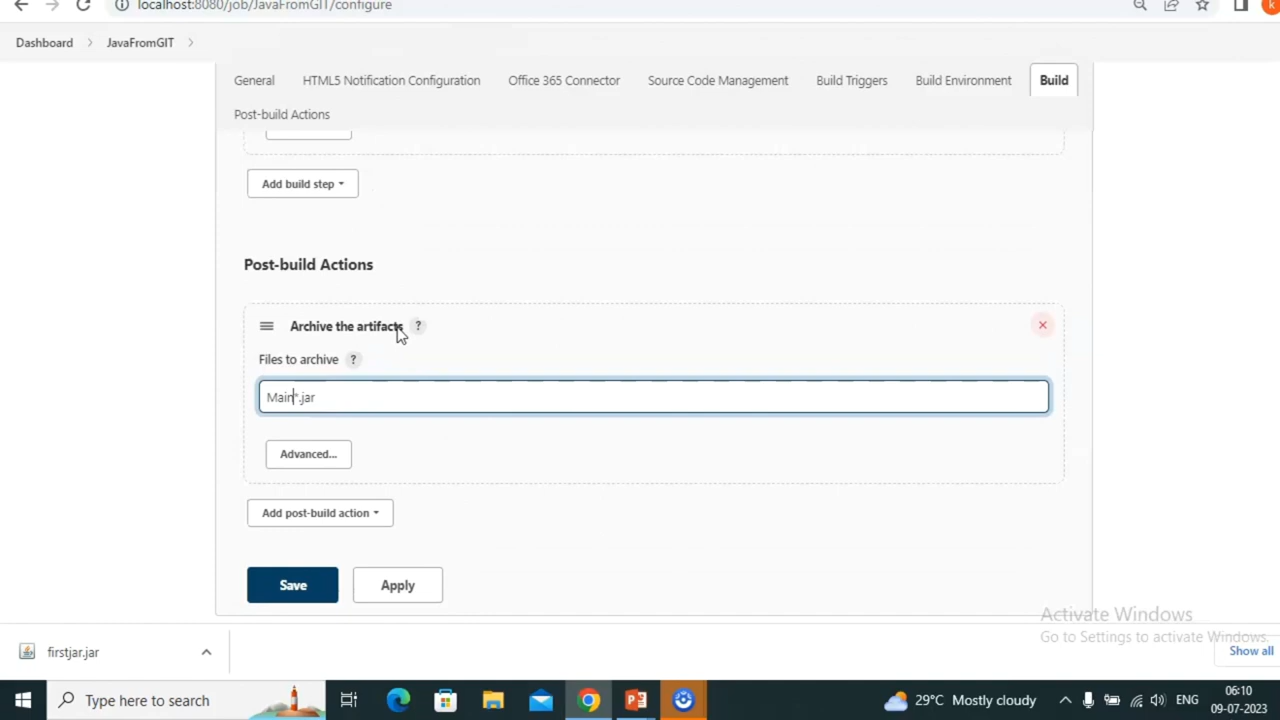 localhost:8080/job/JavaFromGIT/configure
k
Dashboard > JavaFromGIT >
General HTML5 Notification Configuration Office 365 Connector Source Code Management Build Triggers Build Environment Build
Post-build Actions
Add build step
Post-build Actions
Archive the artifacts ?
Files to archive ?
Main*.jar
Advanced...
Add post-build action
Save Apply
Activate Windows
Go to Settings to activate Windows.
firstjar.jar
Show all
Type here to search
29°C Mostly cloudy
ENG
06:10
09-07-2023